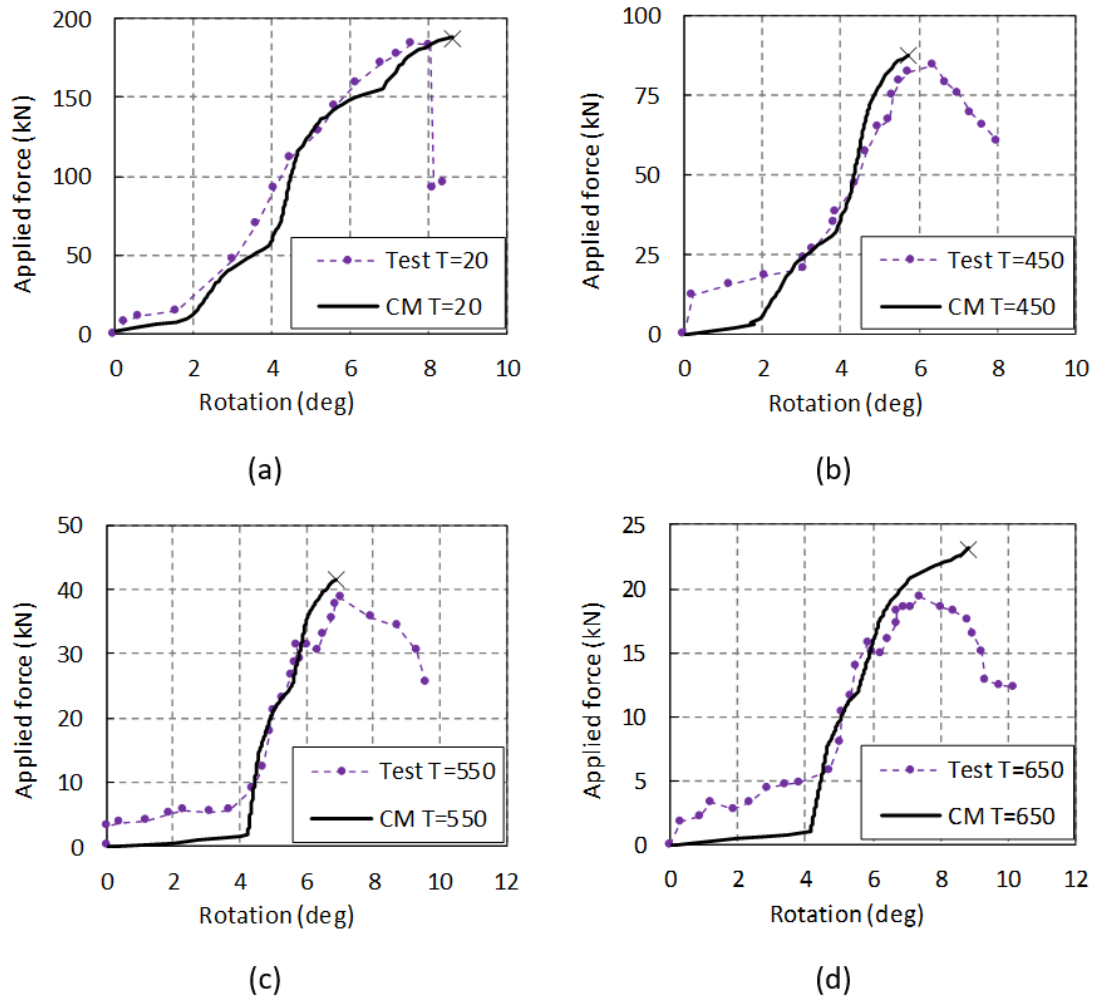 200
150
100
50
0
Applied force (kN)
0 2 4 6 8 10
Rotation (deg)
Test T=20
CM T=20
(a)
100
75
50
25
0
Applied force (kN)
0 2 4 6 8 10
Rotation (deg)
Test T=450
CM T=450
(b)
50
40
30
20
10
0
Applied force (kN)
0 2 4 6 8 10 12
Rotation (deg)
Test T=550
CM T=550
(c)
25
20
15
10
5
0
Applied force (kN)
0 2 4 6 8 10 12
Rotation (deg)
Test T=650
CM T=650
(d)